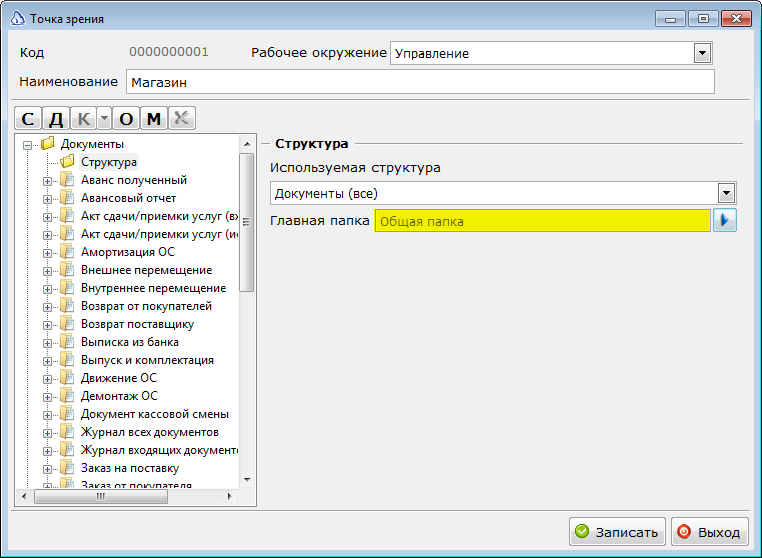 Точка зрения
Код 0000000001 Рабочее окружение Управление
Наименование Магазин
С Д К О М
Документы
Структура
Аванс полученный
Авансовый отчет
Акт сдачи/приемки услуг (вх
Акт сдачи/приемки услуг (ис
Амортизация ОС
Внешнее перемещение
Внутреннее перемещение
Возврат от покупателей
Возврат поставщику
Выписка из банка
Выпуск и комплектация
Движение ОС
Демонтаж ОС
Документ кассовой смены
Журнал всех документов
Журнал входящих документо
Заказ на поставку
Заказ от покупателя
Структура
Используемая структура
Документы (все)
Главная папка Общая папка
Записать Выход